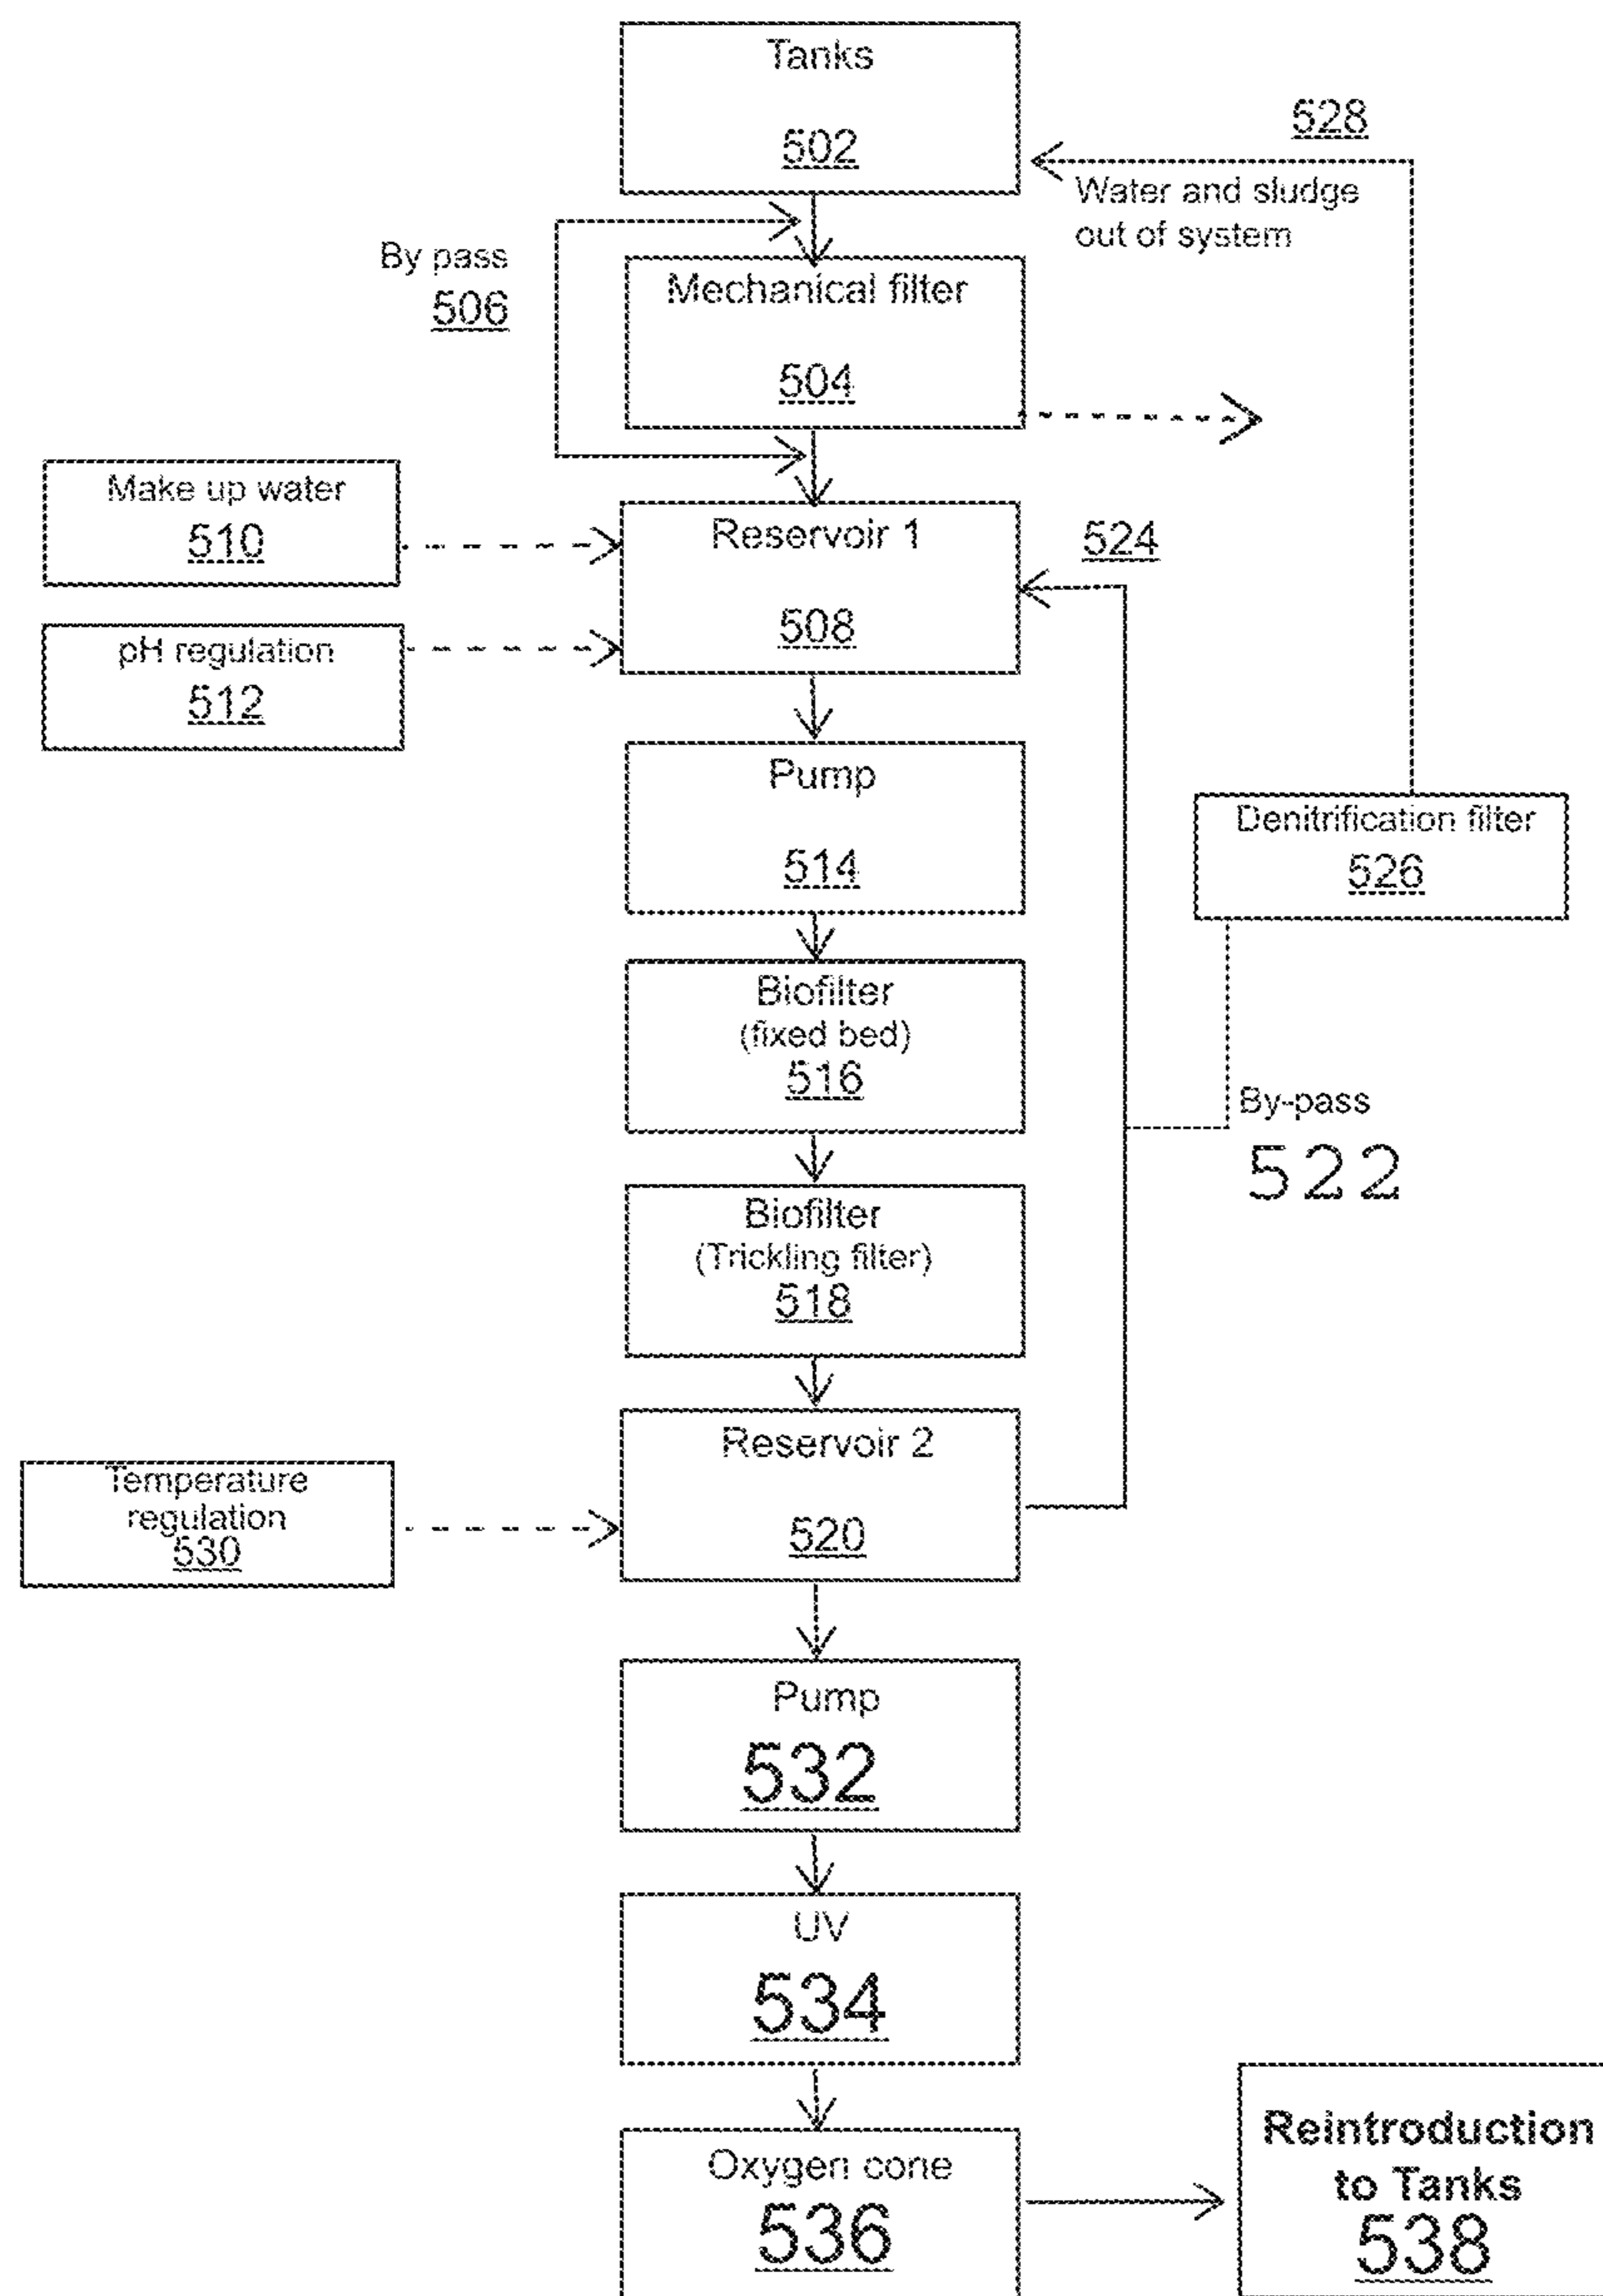 Tanks
502
528
Water and sludge
out of system
By pass
506
Mechanical filter
504
Make up water
510
Reservoir 1
508
524
pH regulation
512
Pump
514
Denitrification filter
526
Biofilter
(fixed bed)
516
By-pass
522
Biofilter
(Trickling filter)
518
Reservoir 2
520
Temperature
regulation
530
Pump
532
UV
534
Oxygen cone
536
Reintroduction
to Tanks
538